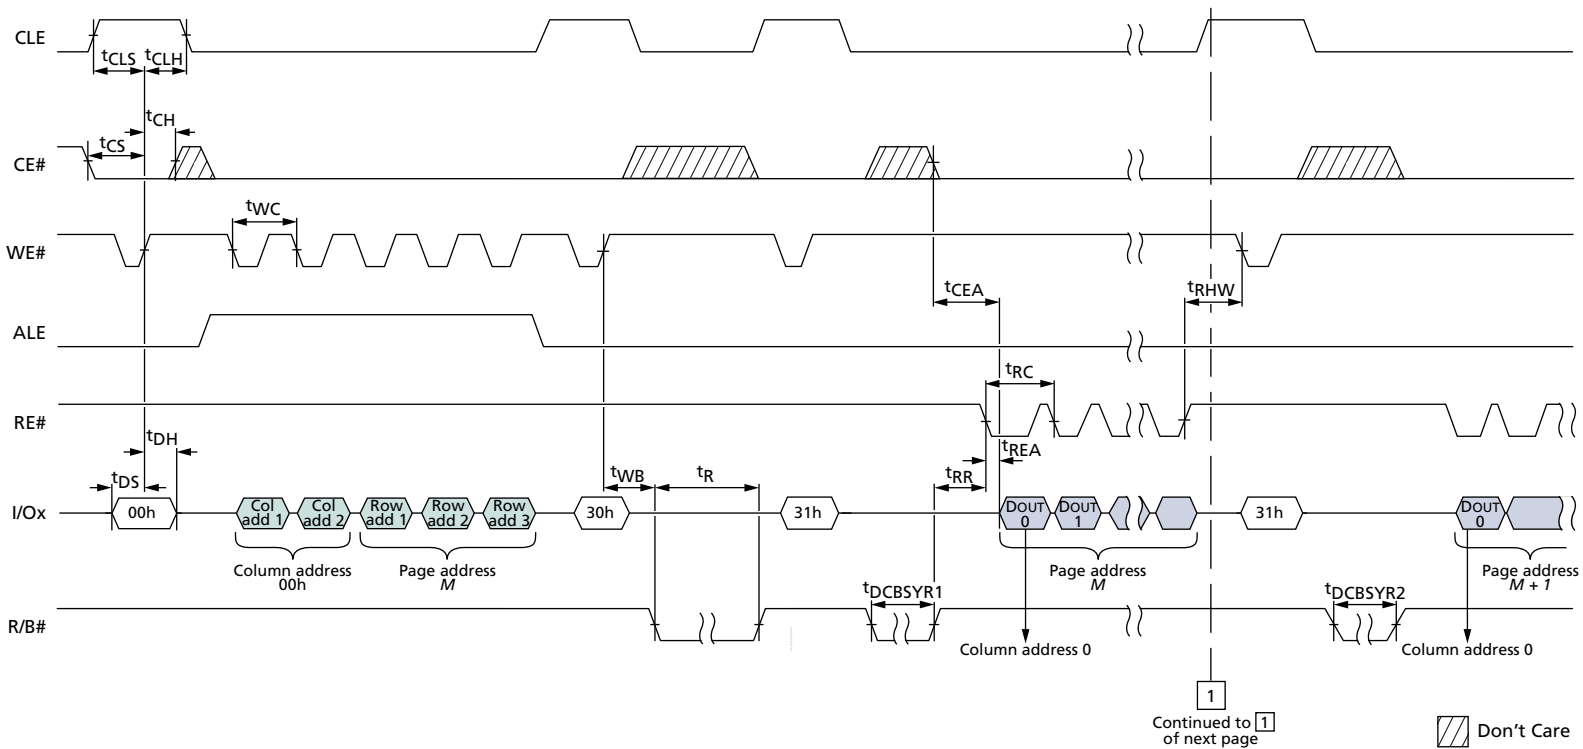 CLE
tCLS tCLH
tCH
tCS
CE#
tWC
WE#
tCEA tRHW
ALE
tRC
RE#
tDH tREA
tDS tWB tR tRR
I/Ox 00h Col add 1 Col add 2 Row add 1 Row add 2 Row add 3 30h 31h DOUT 0 DOUT 1 31h DOUT 0
Column address 00h
Page address M
Page address M
Page address M + 1
tDCBSYR1 tDCBSYR2
R/B#
Column address 0 Column address 0
1
Continued to 1
of next page
Don't Care